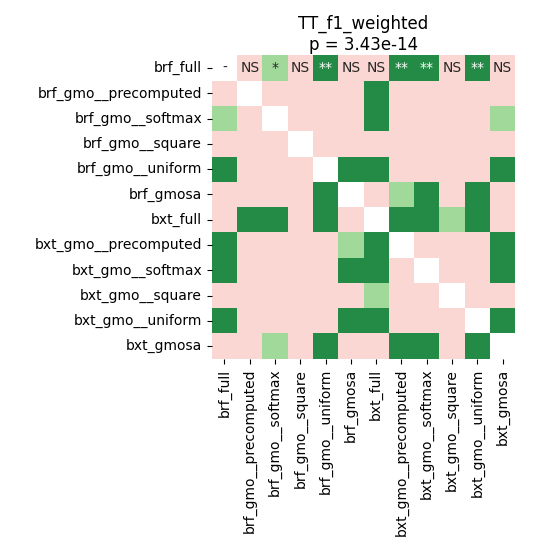 TT_f1_weighted
p = 3.43e-14
brf_full - NS * NS ** NS NS ** ** NS ** NS
brf_gmo__precomputed
brf_gmo__softmax
brf_gmo__square
brf_gmo__uniform
brf_gmosa
bxt_full
bxt_gmo__precomputed
bxt_gmo__softmax
bxt_gmo__square
bxt_gmo__uniform
bxt_gmosa
brf_full
brf_gmo__precomputed
brf_gmo__softmax
brf_gmo__square
brf_gmo__uniform
brf_gmosa
bxt_full
bxt_gmo__precomputed
bxt_gmo__softmax
bxt_gmo__square
bxt_gmo__uniform
bxt_gmosa